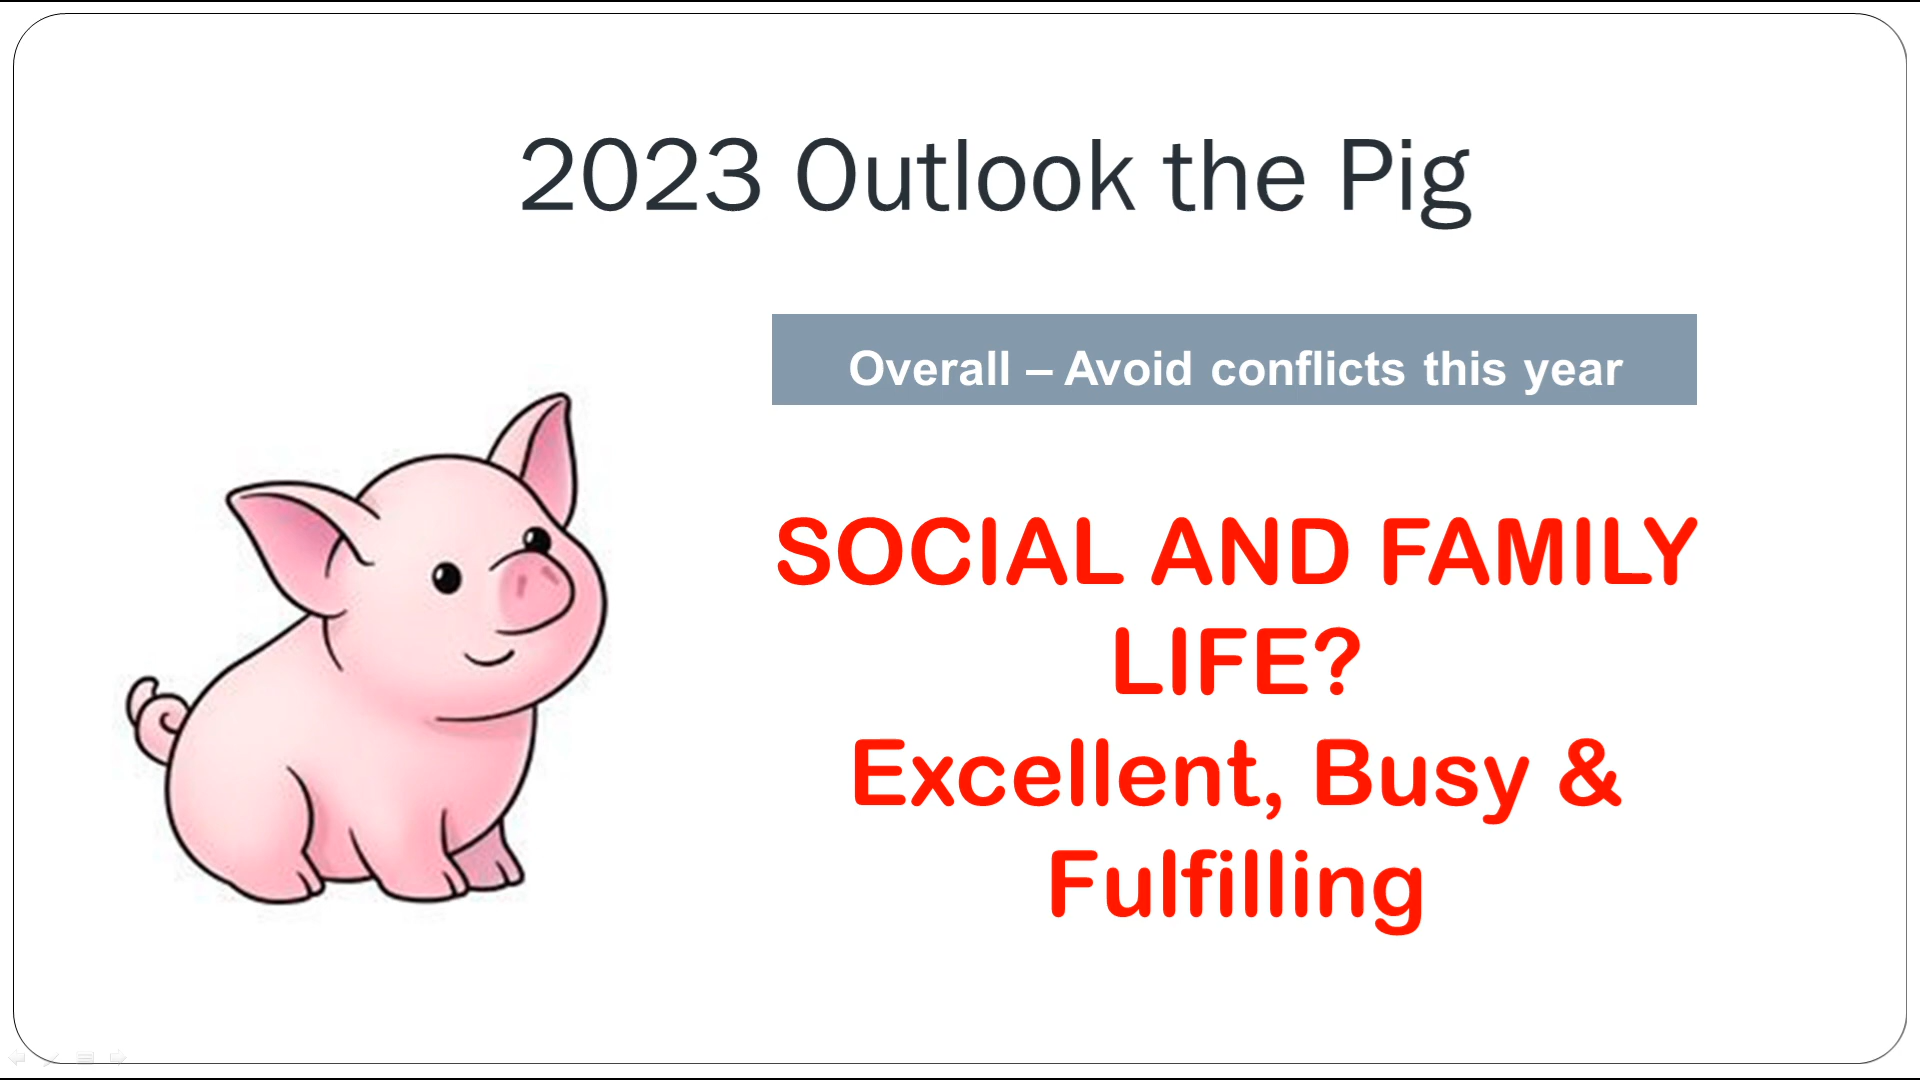 2023 Outlook the Pig
Overall – Avoid conflicts this year
SOCIAL AND FAMILY
LIFE?
Excellent, Busy &
Fulfilling